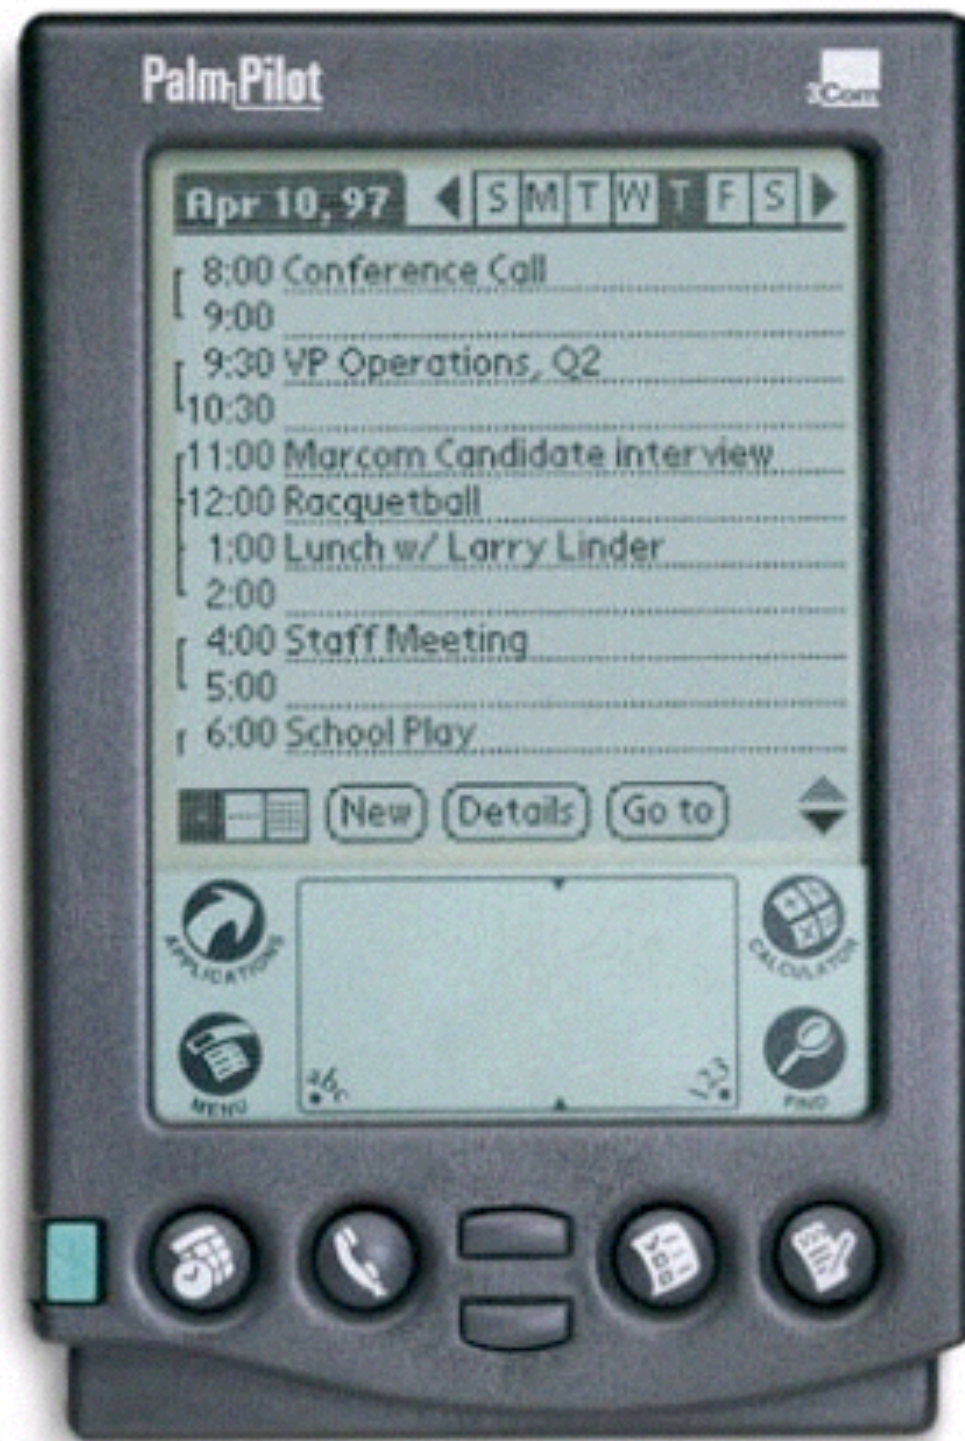 Palm Pilot
3Com
Apr 10, 97 S M T W T F S
8:00 Conference Call
9:00
9:30 VP Operations, Q2
10:30
11:00 Marcom Candidate interview
12:00 Racquetball
1:00 Lunch w/ Larry Linder
2:00
4:00 Staff Meeting
5:00
6:00 School Play
New Details Go to
APPLICATIONS
CALCULATOR
MENU
abc
123
FIND